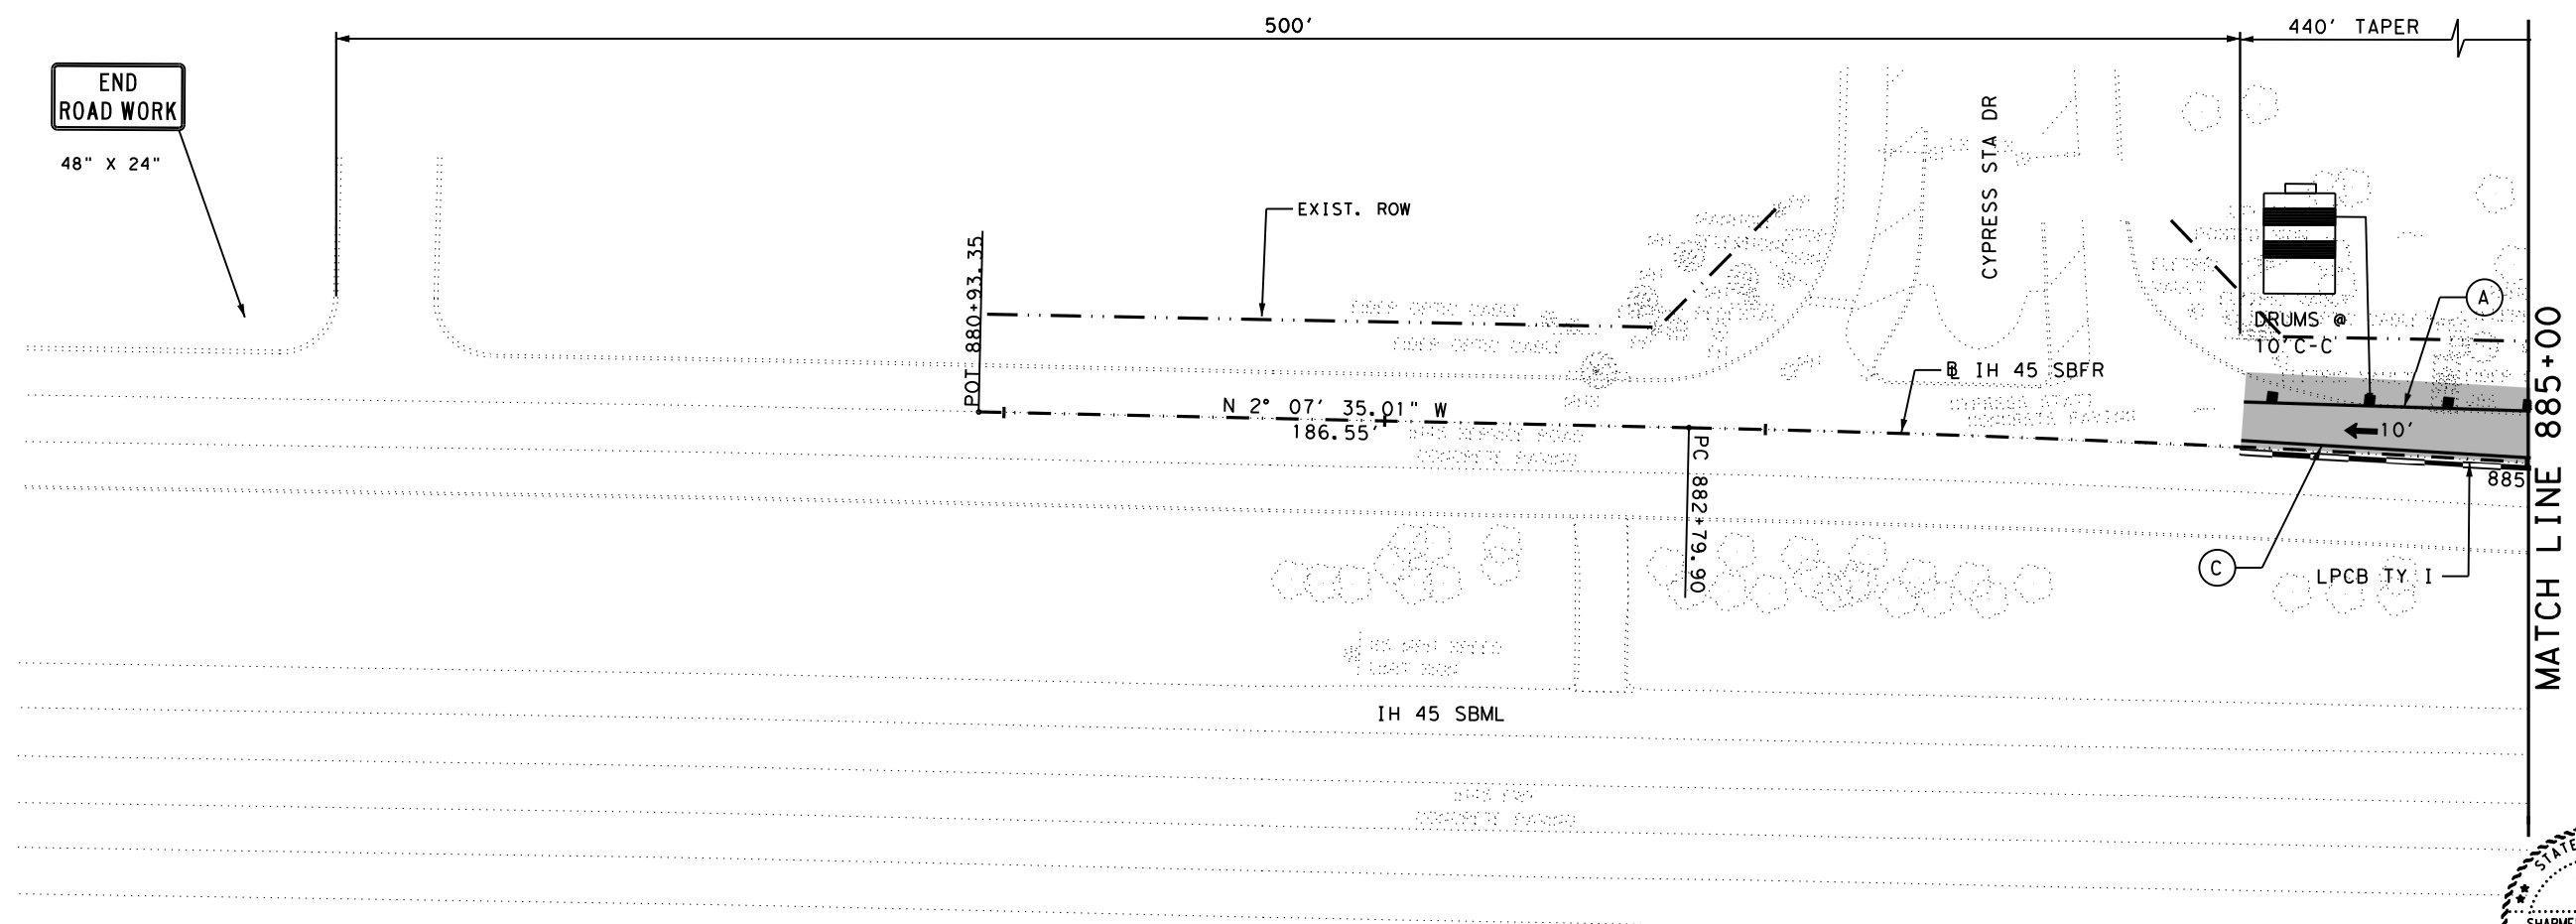 500'
440' TAPER
END
ROAD WORK
48" X 24"
EXIST. ROW
CYPRESS STA DR
POT 880+93.35
DRUMS @
10' C-C
A
B IH 45 SBFR
N 2° 07' 35.01" W
186.55'
10'
PC 882+79.90
885
C
LPCB TY I
MATCH LINE 885+00
IH 45 SBML
STATE